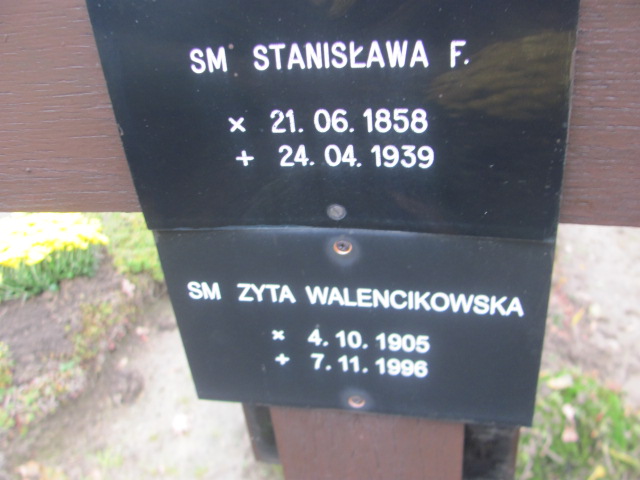 SM STANISŁAWA F.
× 21. 06. 1858
+ 24. 04. 1939
SM ZYTA WALENCIKOWSKA
× 4. 10. 1905
+ 7. 11. 1996